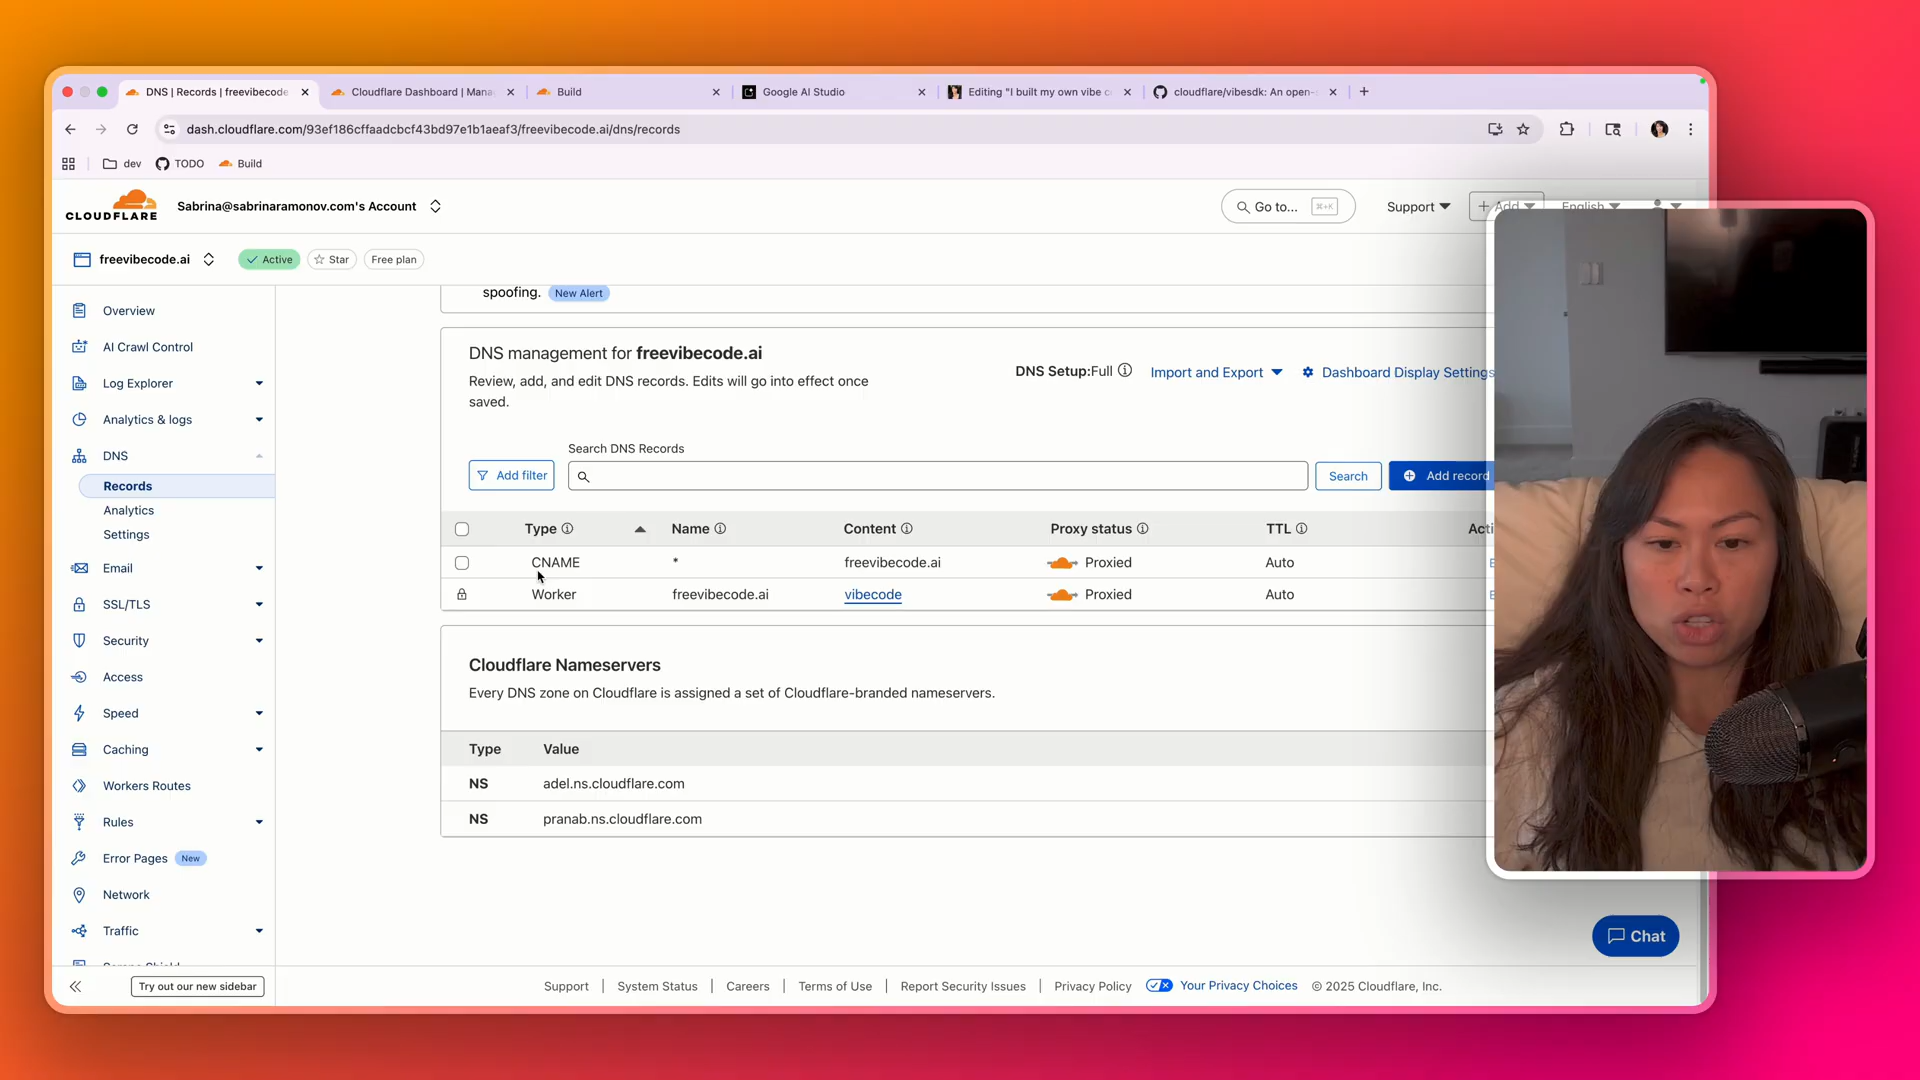 DNS | Records | freevibecode
Cloudflare Dashboard | Mana
Build
Google AI Studio
Editing "I built my own vibe c
cloudflare/vibesdk: An open-s
dash.cloudflare.com/93ef186cffaadcbcf43bd97e1b1aeaf3/freevibecode.ai/dns/records
dev
TODO
Build
CLOUDFLARE
Sabrina@sabrinaramonov.com's Account
Go to...
⌘+K
Support
Add
English
freevibecode.ai
Active
Star
Free plan
Overview
AI Crawl Control
Log Explorer
Analytics & logs
DNS
Records
Analytics
Settings
Email
SSL/TLS
Security
Access
Speed
Caching
Workers Routes
Rules
Error Pages New
Network
Traffic
Try out our new sidebar
spoofing. New Alert
DNS management for freevibecode.ai
Review, add, and edit DNS records. Edits will go into effect once
saved.
DNS Setup:Full
Import and Export
Dashboard Display Settings
Search DNS Records
Add filter
Search
Add record
Type Name Content Proxy status TTL Acti
CNAME * freevibecode.ai Proxied Auto
Worker freevibecode.ai vibecode Proxied Auto
Cloudflare Nameservers
Every DNS zone on Cloudflare is assigned a set of Cloudflare-branded nameservers.
Type Value
NS adel.ns.cloudflare.com
NS pranab.ns.cloudflare.com
Chat
Support | System Status | Careers | Terms of Use | Report Security Issues | Privacy Policy | Your Privacy Choices © 2025 Cloudflare, Inc.